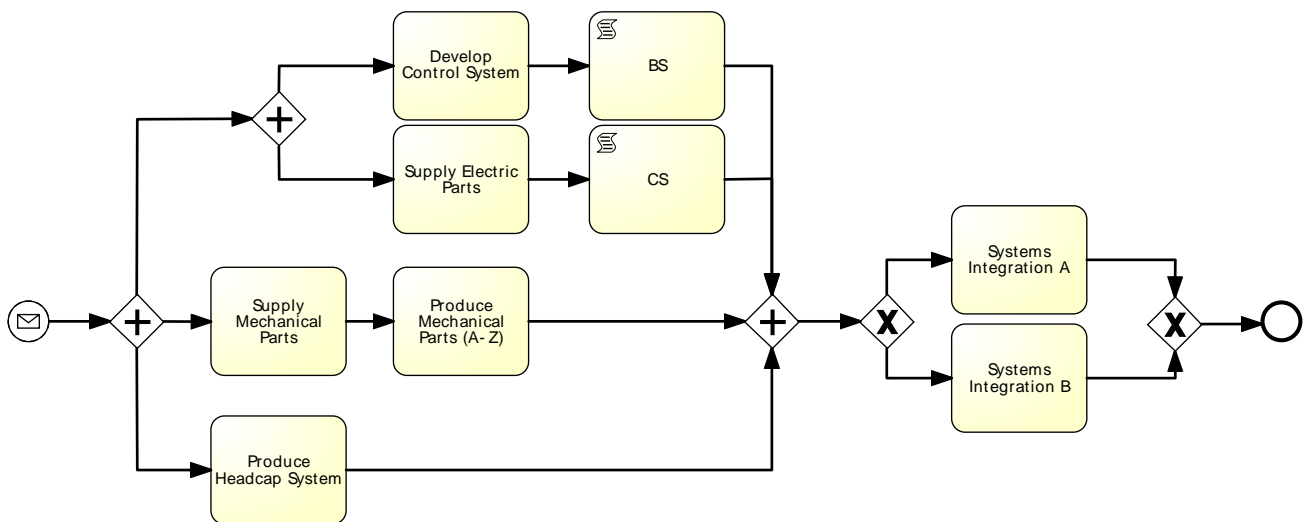 Develop
Control System
BS
Supply Electric
Parts
CS
Supply
Mechanical
Parts
Produce
Mechanical
Parts (A-Z)
Produce
Headcap System
Systems
Integration A
Systems
Integration B